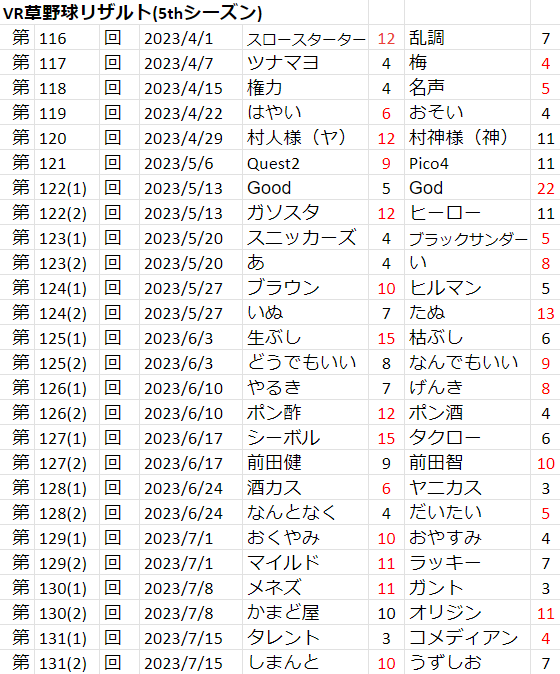 VR草野球リザルト(5thシーズン)
第 116 回 2023/4/1 スロースターター 12 乱調 7
第 117 回 2023/4/7 ツナマヨ 4 梅 4
第 118 回 2023/4/15 権力 4 名声 5
第 119 回 2023/4/22 はやい 6 おそい 4
第 120 回 2023/4/29 村人様（ヤ） 12 村神様（神） 11
第 121 回 2023/5/6 Quest2 9 Pico4 11
第 122(1) 回 2023/5/13 Good 5 God 22
第 122(2) 回 2023/5/13 ガソスタ 12 ヒーロー 11
第 123(1) 回 2023/5/20 スニッカーズ 4 ブラックサンダー 5
第 123(2) 回 2023/5/20 あ 4 い 8
第 124(1) 回 2023/5/27 ブラウン 10 ヒルマン 5
第 124(2) 回 2023/5/27 いぬ 7 たぬ 13
第 125(1) 回 2023/6/3 生ぶし 15 枯ぶし 6
第 125(2) 回 2023/6/3 どうでもいい 8 なんでもいい 9
第 126(1) 回 2023/6/10 やるき 7 げんき 8
第 126(2) 回 2023/6/10 ポン酢 12 ポン酒 4
第 127(1) 回 2023/6/17 シーボル 15 タクロー 6
第 127(2) 回 2023/6/17 前田健 9 前田智 10
第 128(1) 回 2023/6/24 酒カス 6 ヤニカス 3
第 128(2) 回 2023/6/24 なんとなく 4 だいたい 5
第 129(1) 回 2023/7/1 おくやみ 10 おやすみ 4
第 129(2) 回 2023/7/1 マイルド 11 ラッキー 7
第 130(1) 回 2023/7/8 メネズ 11 ガント 3
第 130(2) 回 2023/7/8 かまど屋 10 オリジン 11
第 131(1) 回 2023/7/15 タレント 3 コメディアン 4
第 131(2) 回 2023/7/15 しまんと 10 うずしお 7